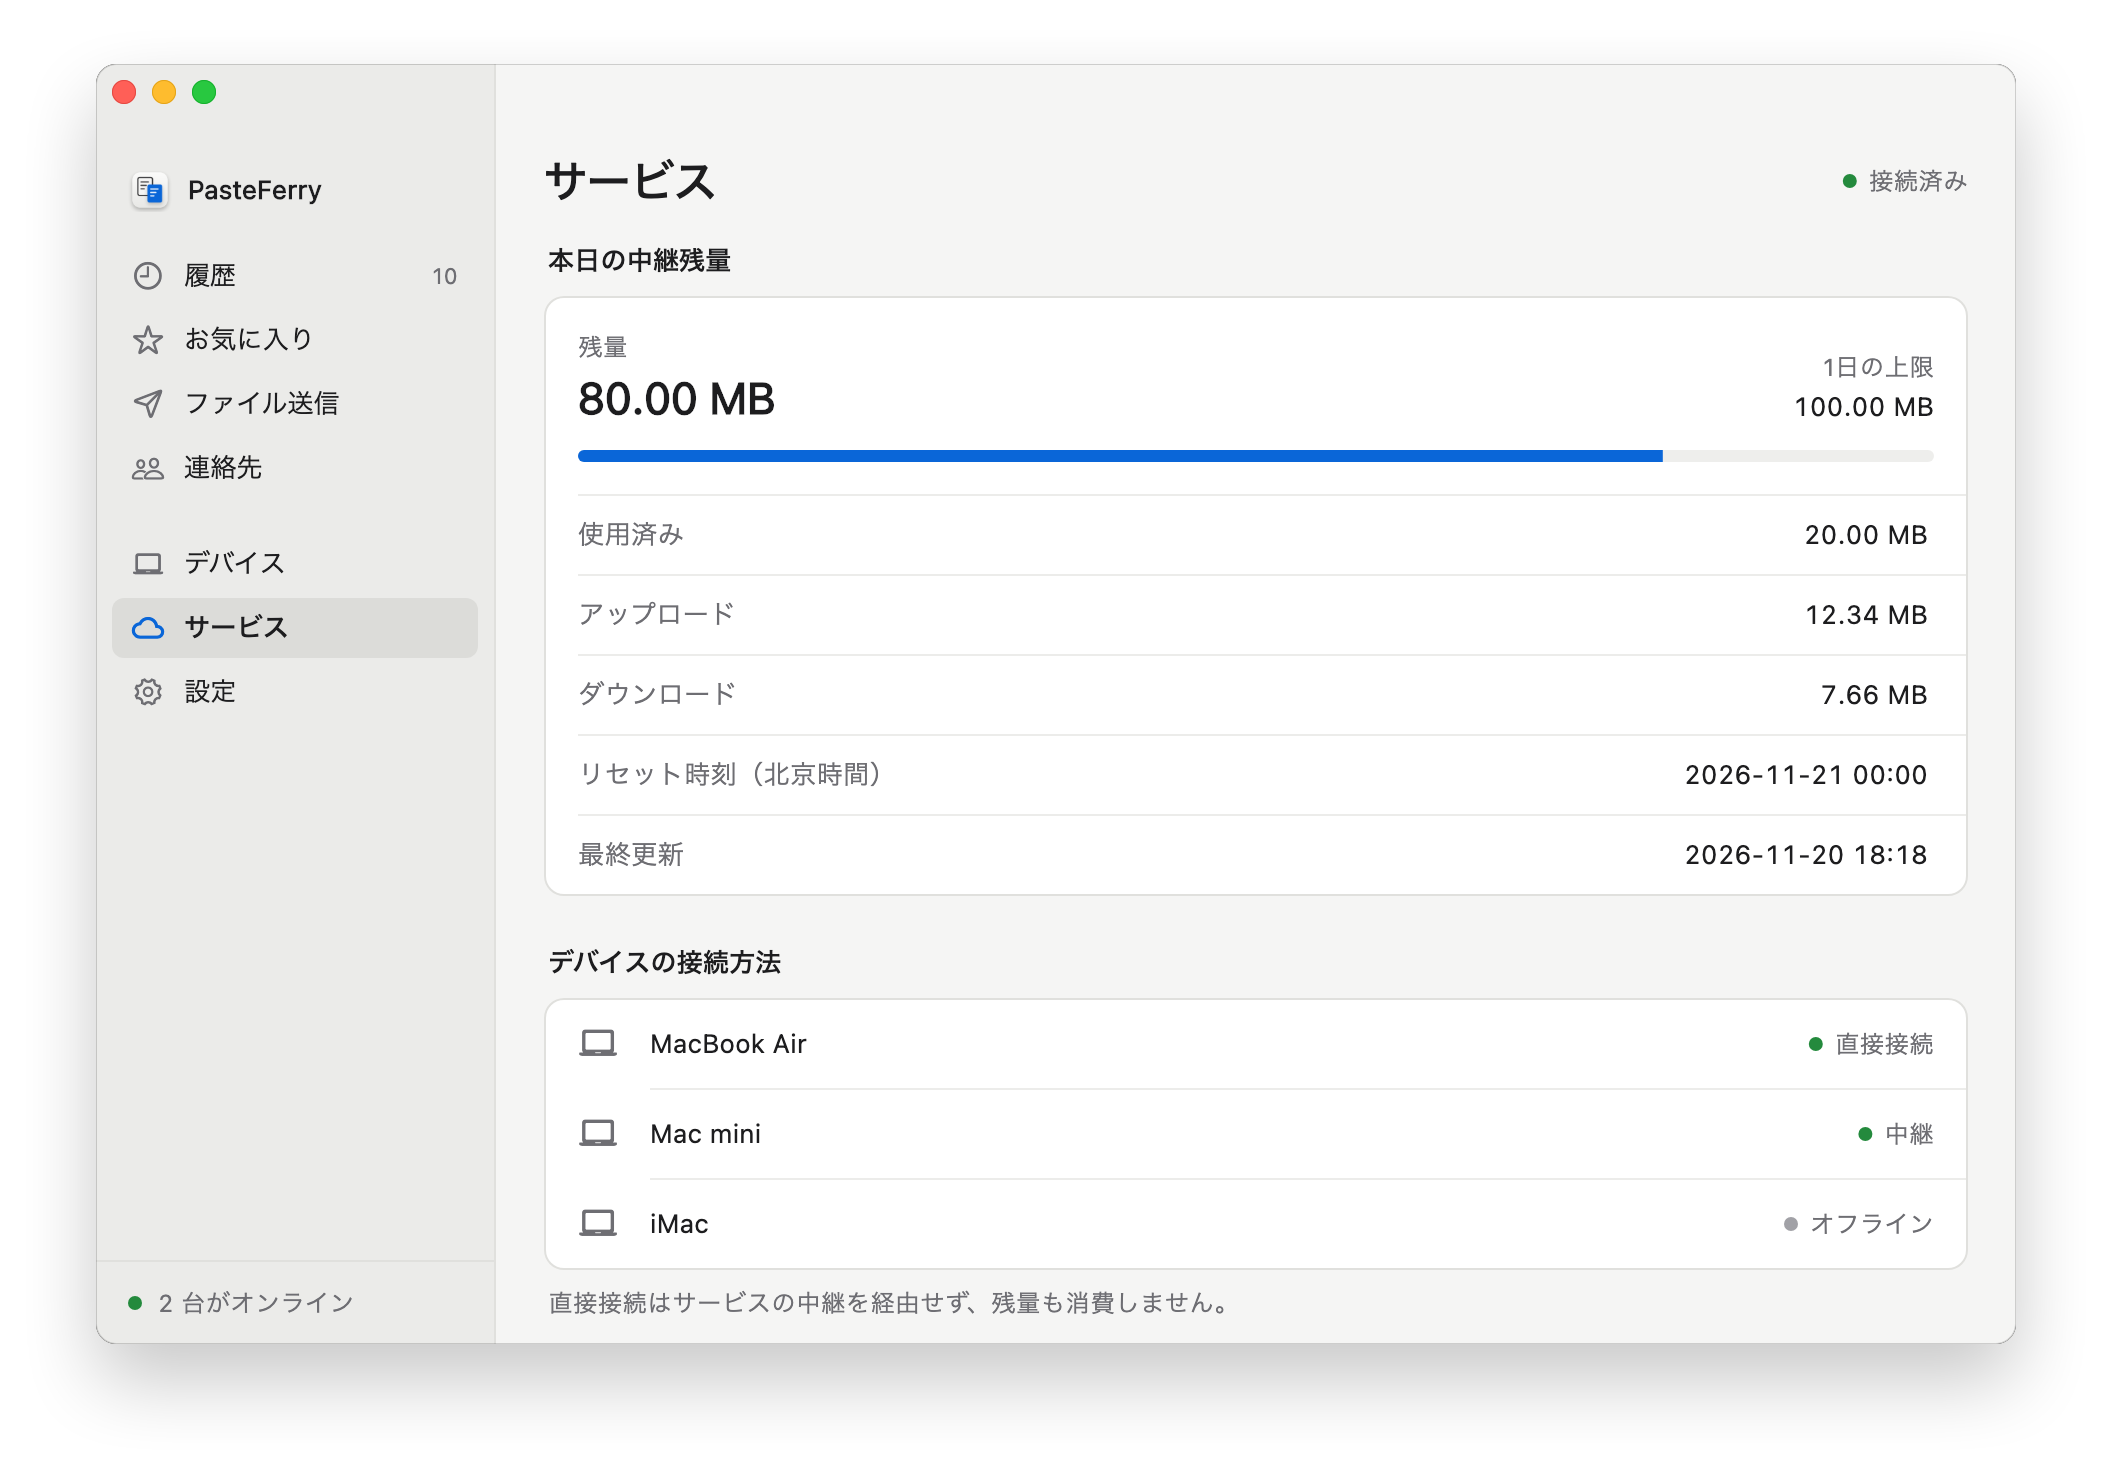 PasteFerry
履歴 10
お気に入り
ファイル送信
連絡先
デバイス
サービス
設定
2 台がオンライン
サービス
接続済み
本日の中継残量
残量
80.00 MB
1日の上限
100.00 MB
使用済み 20.00 MB
アップロード 12.34 MB
ダウンロード 7.66 MB
リセット時刻（北京時間） 2026-11-21 00:00
最終更新 2026-11-20 18:18
デバイスの接続方法
MacBook Air 直接接続
Mac mini 中継
iMac オフライン
直接接続はサービスの中継を経由せず、残量も消費しません。